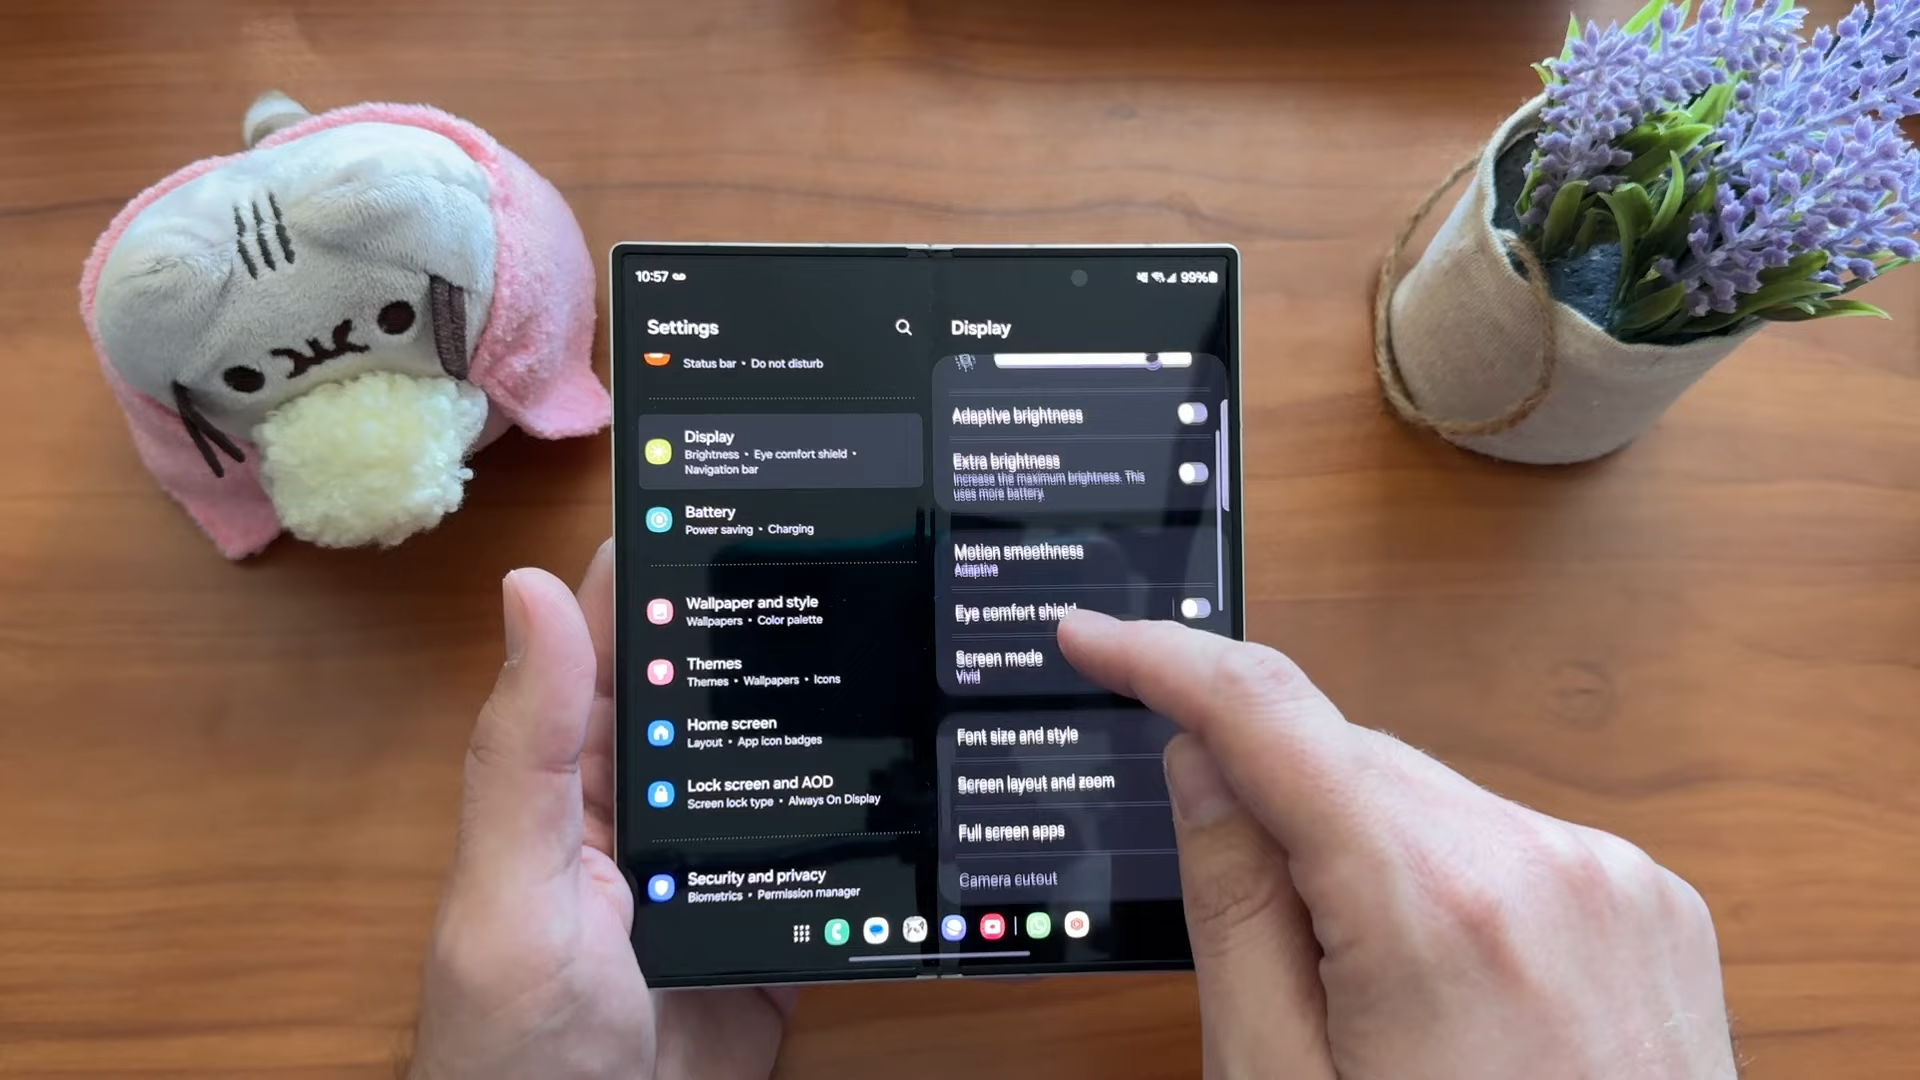 10:57
99%
Settings
Status bar • Do not disturb
Display
Brightness • Eye comfort shield •
Navigation bar
Battery
Power saving • Charging
Wallpaper and style
Wallpapers • Color palette
Themes
Themes • Wallpapers • Icons
Home screen
Layout • App icon badges
Lock screen and AOD
Screen lock type • Always On Display
Security and privacy
Biometrics • Permission manager
Display
Adaptive brightness
Extra brightness
Increase the maximum brightness. This
uses more battery.
Motion smoothness
Adaptive
Eye comfort shield
Screen mode
Vivid
Font size and style
Screen layout and zoom
Full screen apps
Camera cutout